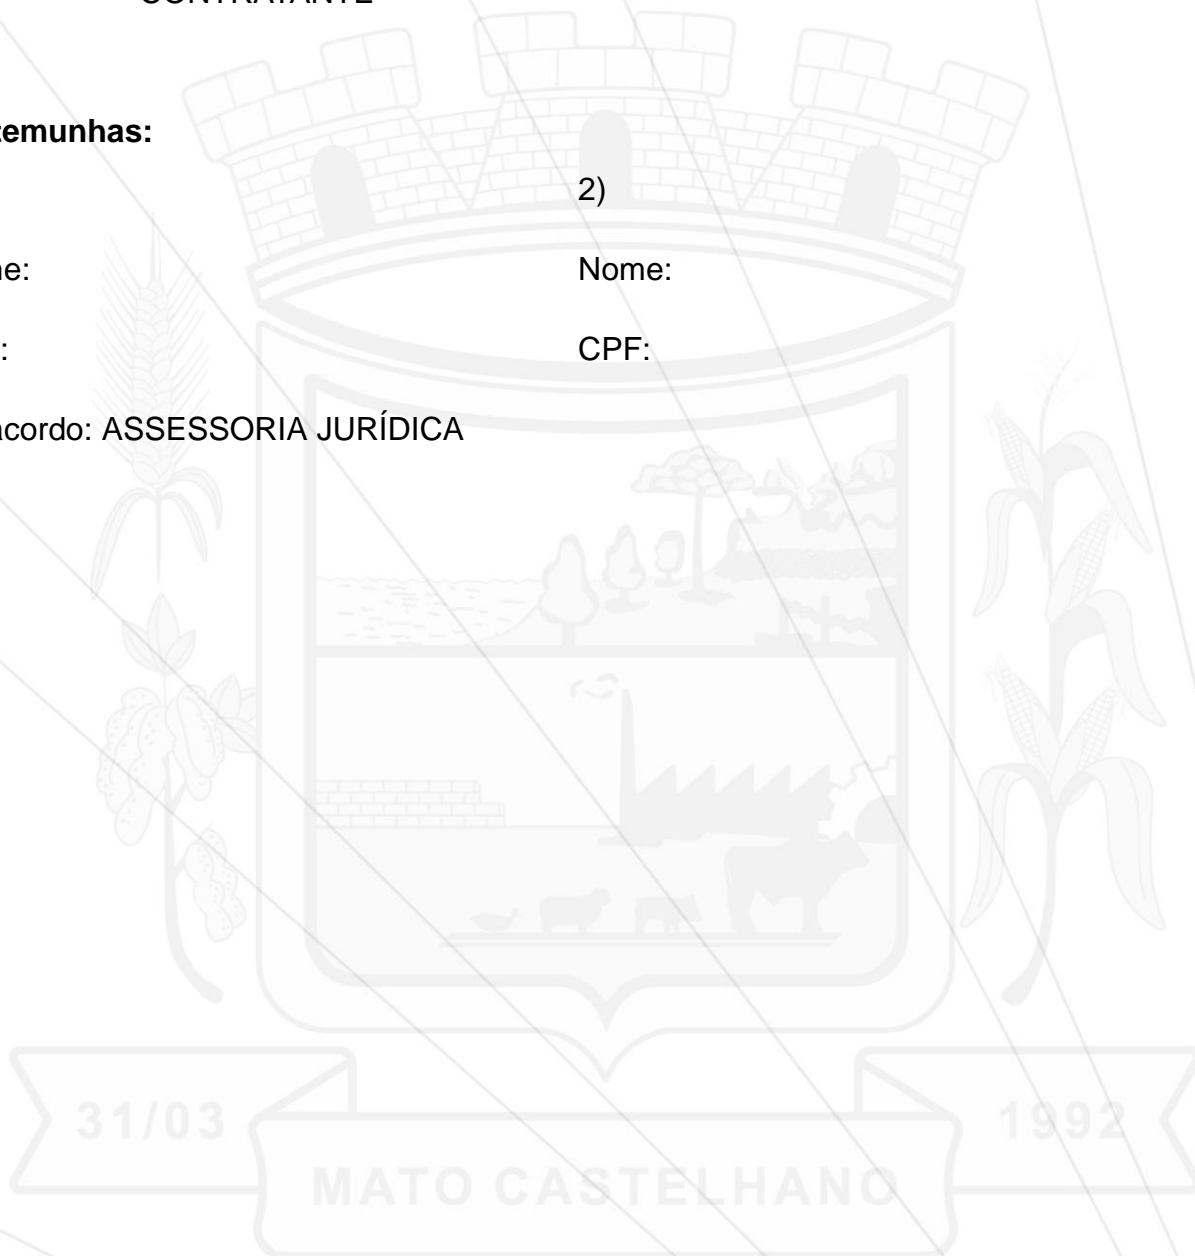 CONTRATANTE
temunhas:
2)
ne:
Nome:
:
CPF:
acordo: ASSESSORIA JURÍDICA
31/03
1992
MATO CASTELHANO